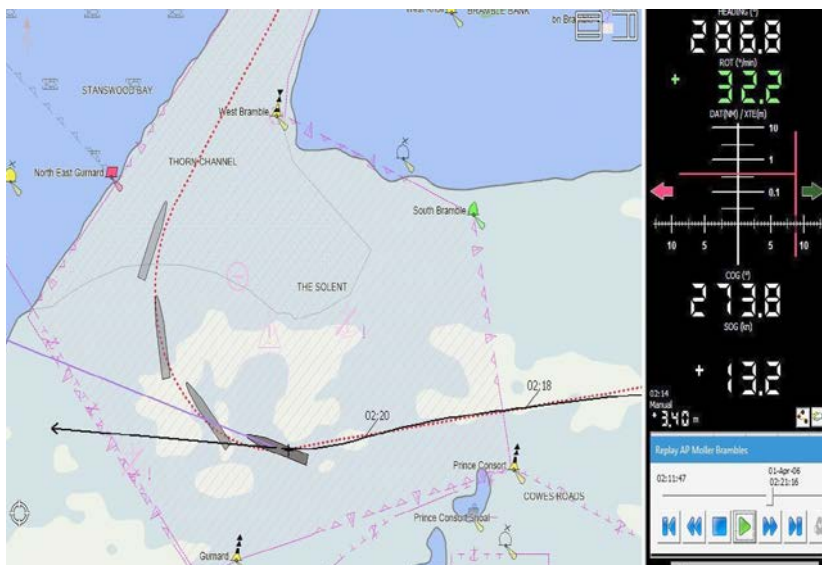 BRAMBLE BANK
West Bramble
STANSWOOD BAY
THORN CHANNEL
North East Gurnard
South Bramble
THE SOLENT
02:18
02:20
Prince Consort
COWES ROADS
Prince Consort Shoal
Gurnard
HEADING (°)
286.8
ROT (°/min)
+ 32.2
DAT(NM) / XTE(m)
10
1
0.1
10 5 5 10
COG (°)
273.8
SOG (kn)
+ 13.2
02:14
Manual
+ 3.40 m
Replay AP Moller Brambles
02:11:47
01-Apr-06
02:21:16